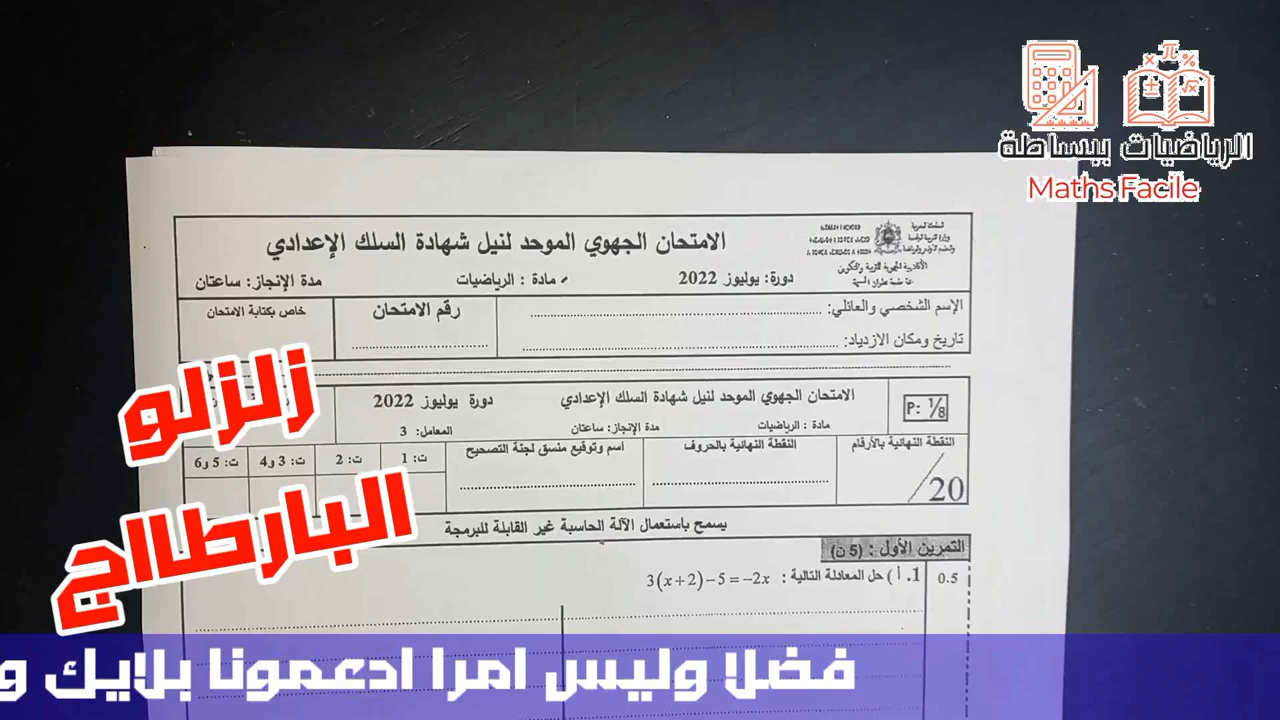 الرياضيات ببساطة
Maths Facile
الامتحان الجهوي الموحد لنيل شهادة السلك الإعدادي
دورة: يوليوز 2022
مادة : الرياضيات
مدة الإنجاز: ساعتان
الإسم الشخصي والعائلي:
تاريخ ومكان الازدياد:
رقم الامتحان
خاص بكتابة الامتحان
P: 1/8
الامتحان الجهوي الموحد لنيل شهادة السلك الإعدادي
دورة يوليوز 2022
مادة : الرياضيات
مدة الإنجاز: ساعتان
المعامل: 3
النقطة النهائية بالأرقام
/20
النقطة النهائية بالحروف
اسم وتوقيع منسق لجنة التصحيح
ت: 1
ت: 2
ت: 3 و4
ت: 5 و6
يسمح باستعمال الآلة الحاسبة غير القابلة للبرمجة
التمرين الأول : (5 ن)
0.5
1. أ ) حل المعادلة التالية : 3(x+2)−5=−2x
زلزلو
البارطااج
فضلا وليس امرا ادعمونا بلايك و